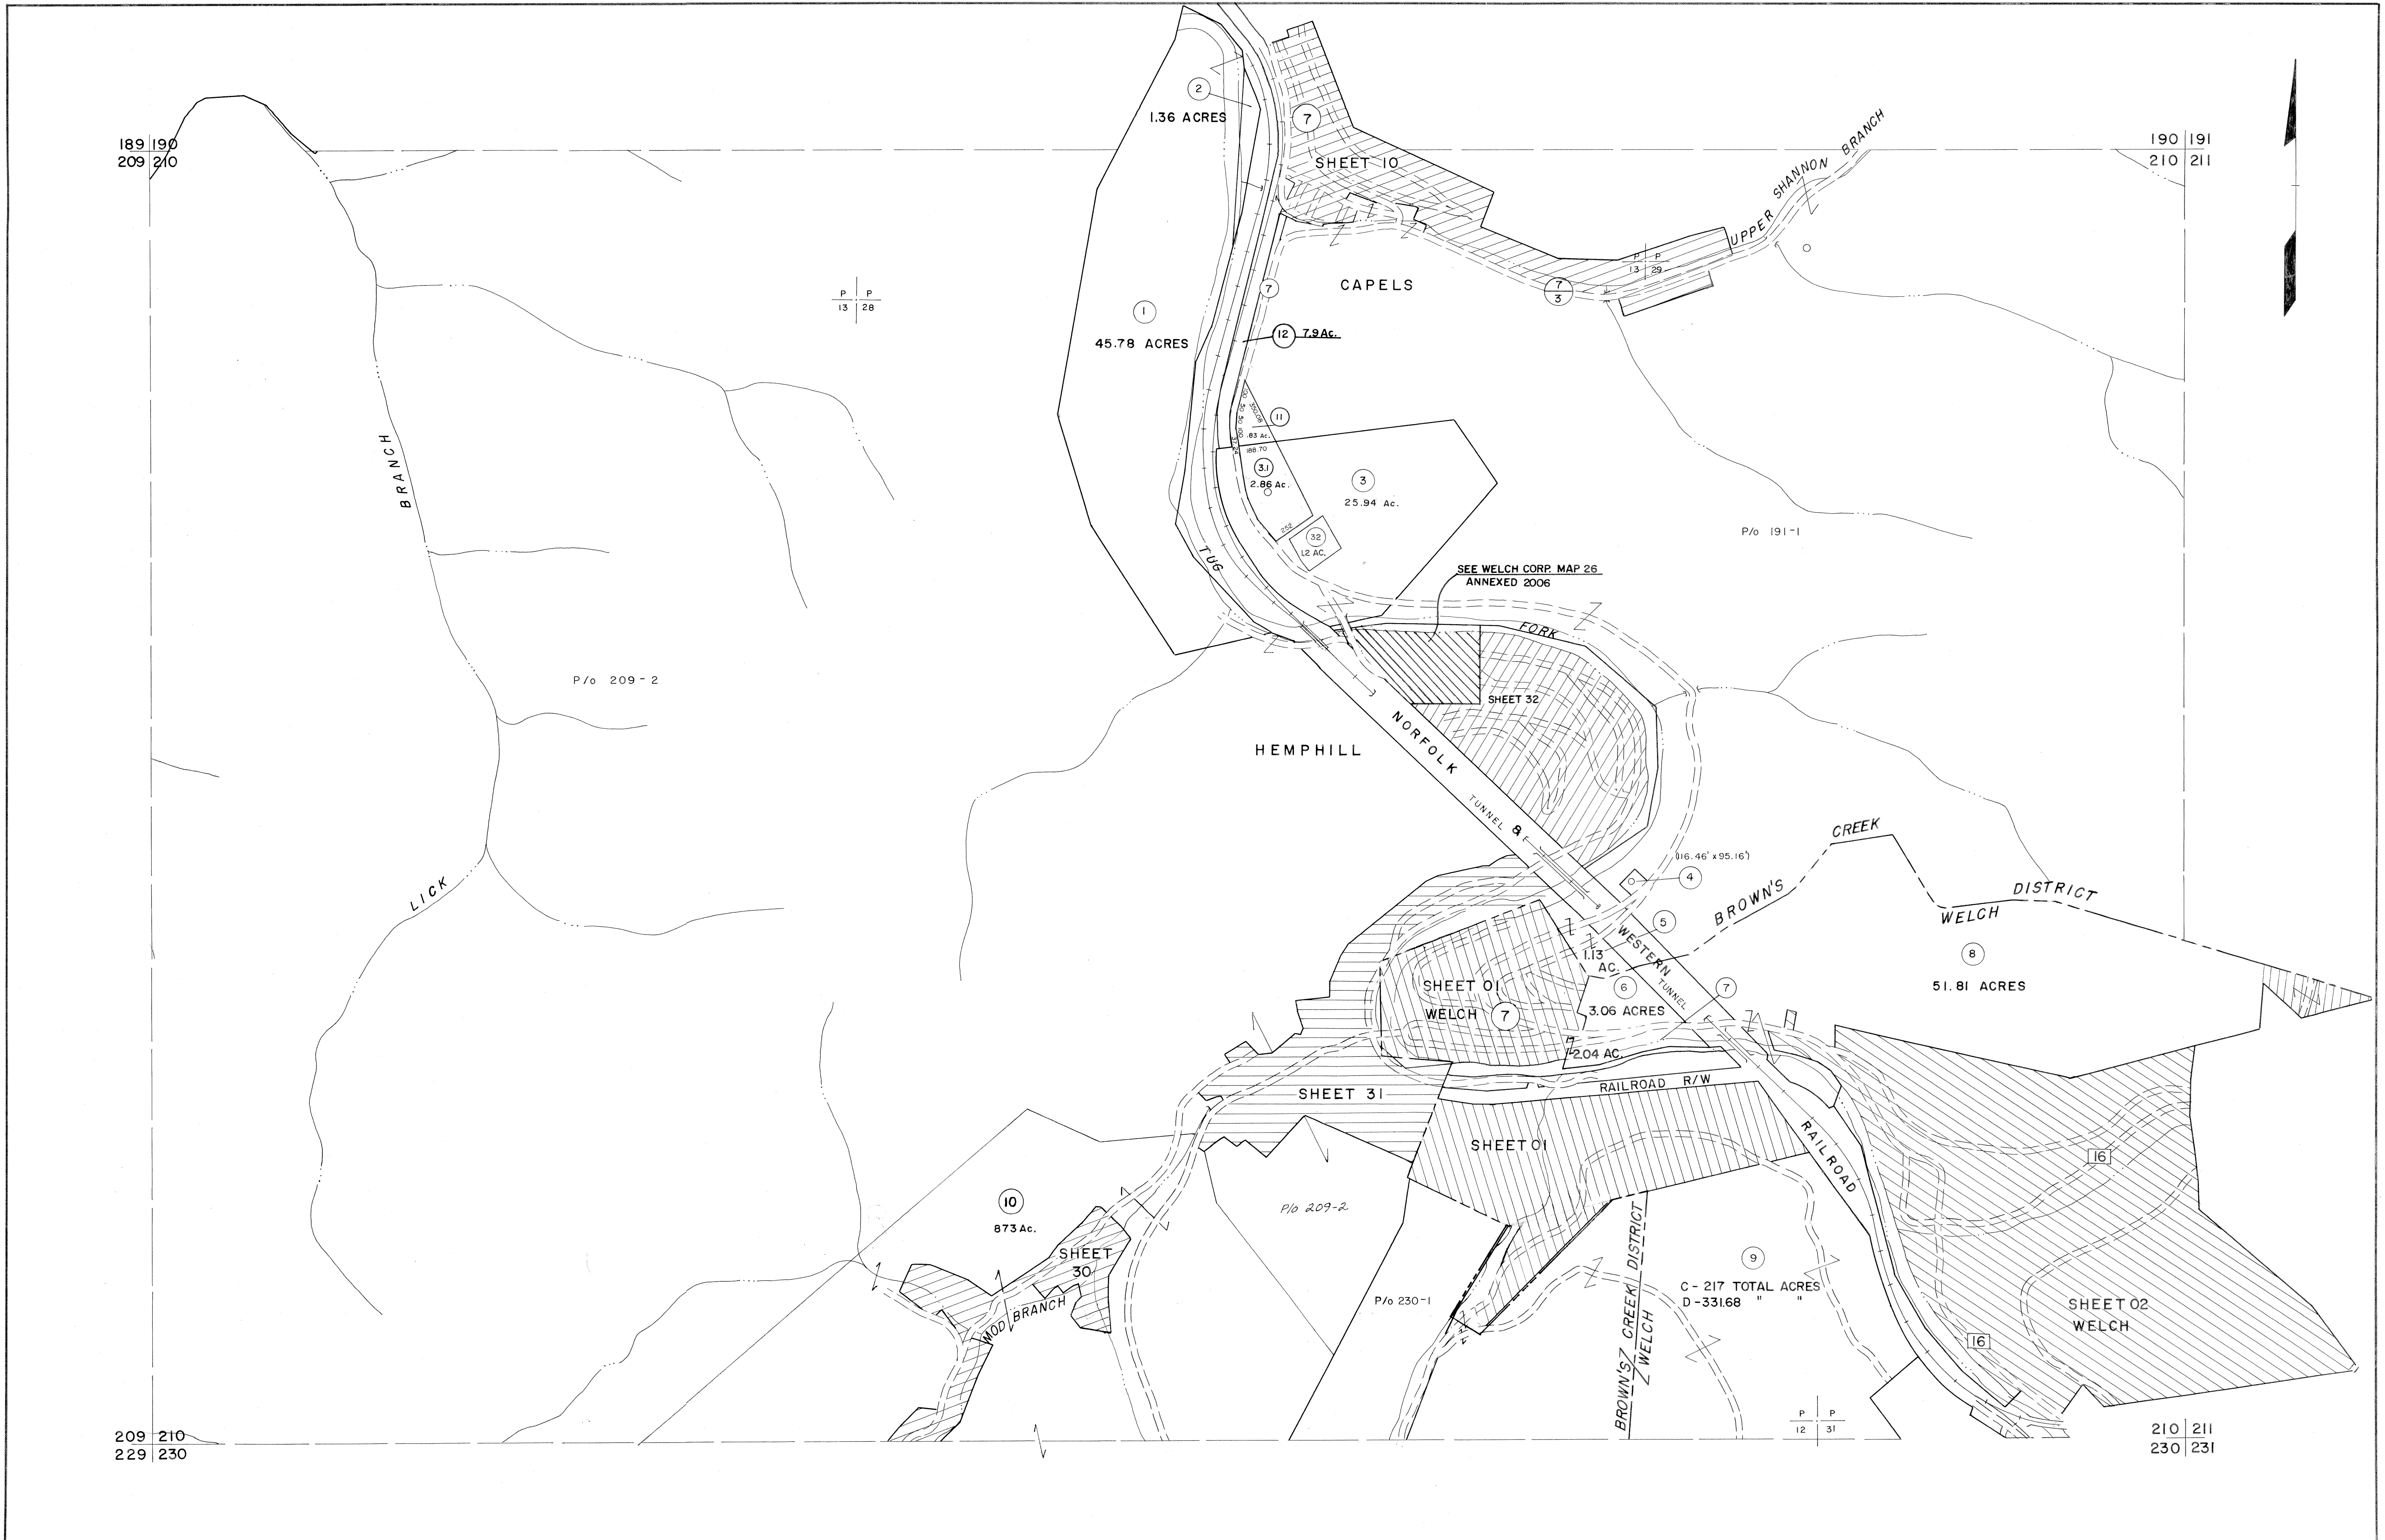 2
1.36 ACRES
7
SHEET 10
189 190
209 210
190 191
210 211
UPPER SHANNON BRANCH
P P
13 29
7
3
P P
13 28
CAPELS
7
1
45.78 ACRES
12 7.9 Ac.
11
.83 Ac.
100 50 50 100
188.70
3.1
2.86 Ac.
252
3
25.94 Ac.
32
1.2 AC.
BRANCH
TUG
P/o 191-1
SEE WELCH CORP. MAP 26
ANNEXED 2006
FORK
P/o 209-2
SHEET 32
HEMPHILL
NORFOLK
TUNNEL &
(116.46' x 95.16')
4
CREEK
BROWN'S
DISTRICT
WELCH
LICK
5
WESTERN
TUNNEL
1.13
AC.
8
51.81 ACRES
SHEET 01
WELCH
7
6
3.06 ACRES
7
2.04 AC.
RAILROAD R/W
SHEET 31
SHEET 01
RAILROAD
16
10
873 Ac.
P/o 209-2
SHEET
30
MOD BRANCH
P/o 230-1
BROWN'S CREEK DISTRICT
WELCH
9
C - 217 TOTAL ACRES
D - 331.68 " "
SHEET 02
WELCH
16
P P
12 31
209 210
229 230
210 211
230 231